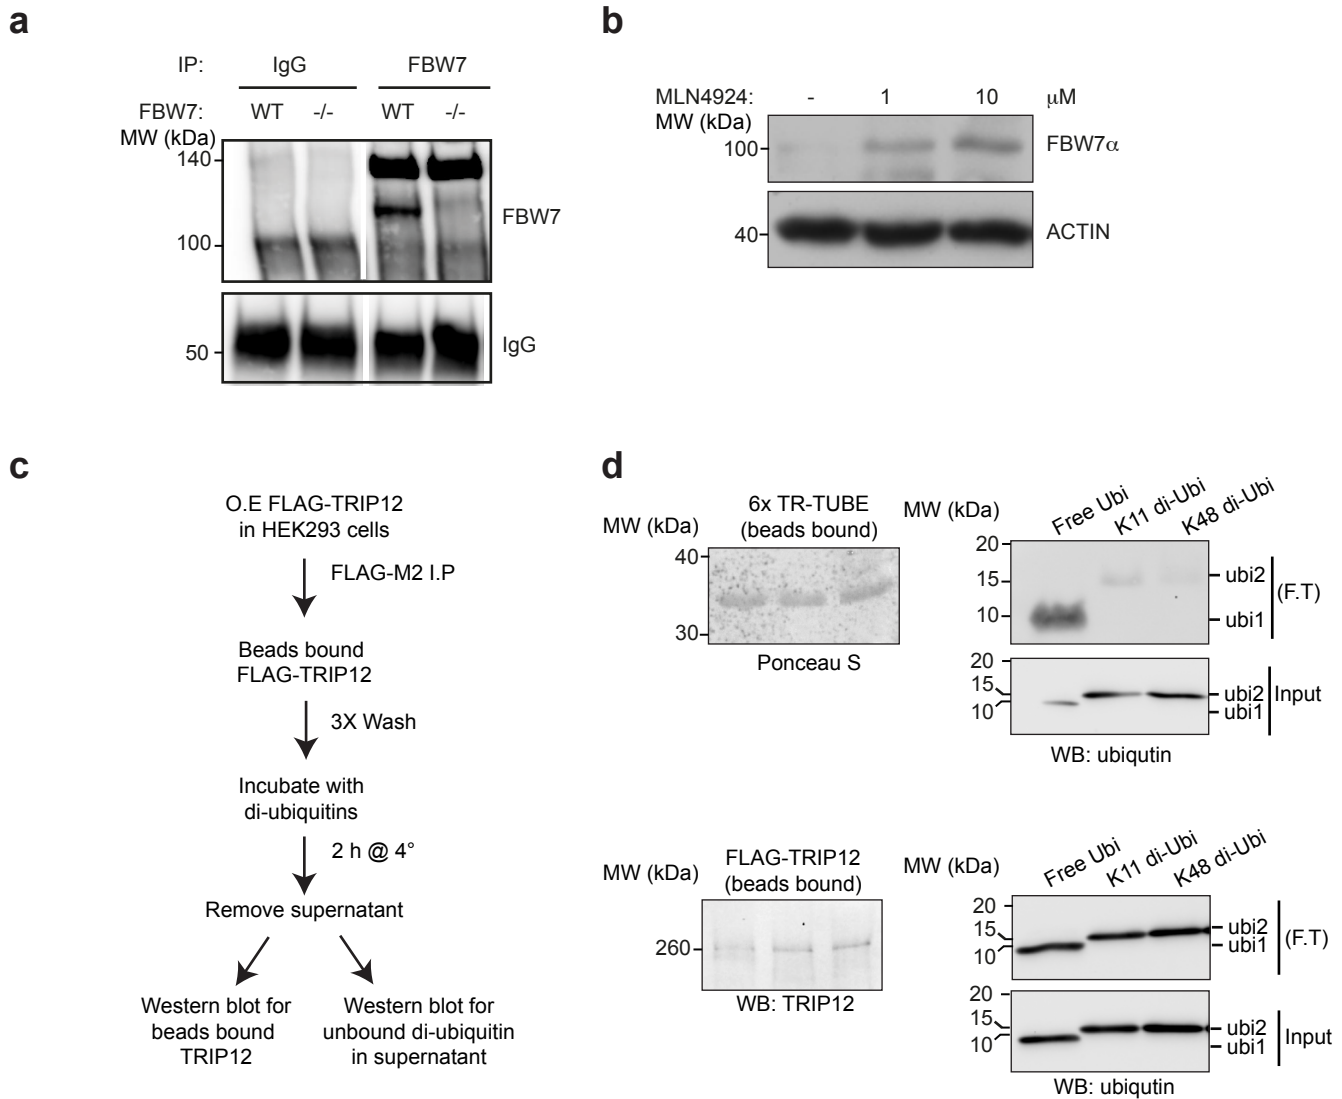 a
IP: IgG FBW7
FBW7: WT -/- WT -/-
MW (kDa)
140
FBW7
100
50
IgG
b
MLN4924: - 1 10 μM
MW (kDa)
100
FBW7α
40
ACTIN
c
O.E FLAG-TRIP12
in HEK293 cells
FLAG-M2 I.P
Beads bound
FLAG-TRIP12
3X Wash
Incubate with
di-ubiquitins
2 h @ 4°
Remove supernatant
Western blot for
beads bound
TRIP12
Western blot for
unbound di-ubiquitin
in supernatant
d
6x TR-TUBE
(beads bound)
MW (kDa)
40
30
Ponceau S
MW (kDa)
Free Ubi
K11 di-Ubi
K48 di-Ubi
20
15
10
ubi2
ubi1
(F.T)
20
15
10
ubi2
ubi1
Input
WB: ubiqutin
FLAG-TRIP12
(beads bound)
MW (kDa)
260
WB: TRIP12
MW (kDa)
Free Ubi
K11 di-Ubi
K48 di-Ubi
20
15
10
ubi2
ubi1
(F.T)
20
15
10
ubi2
ubi1
Input
WB: ubiqutin